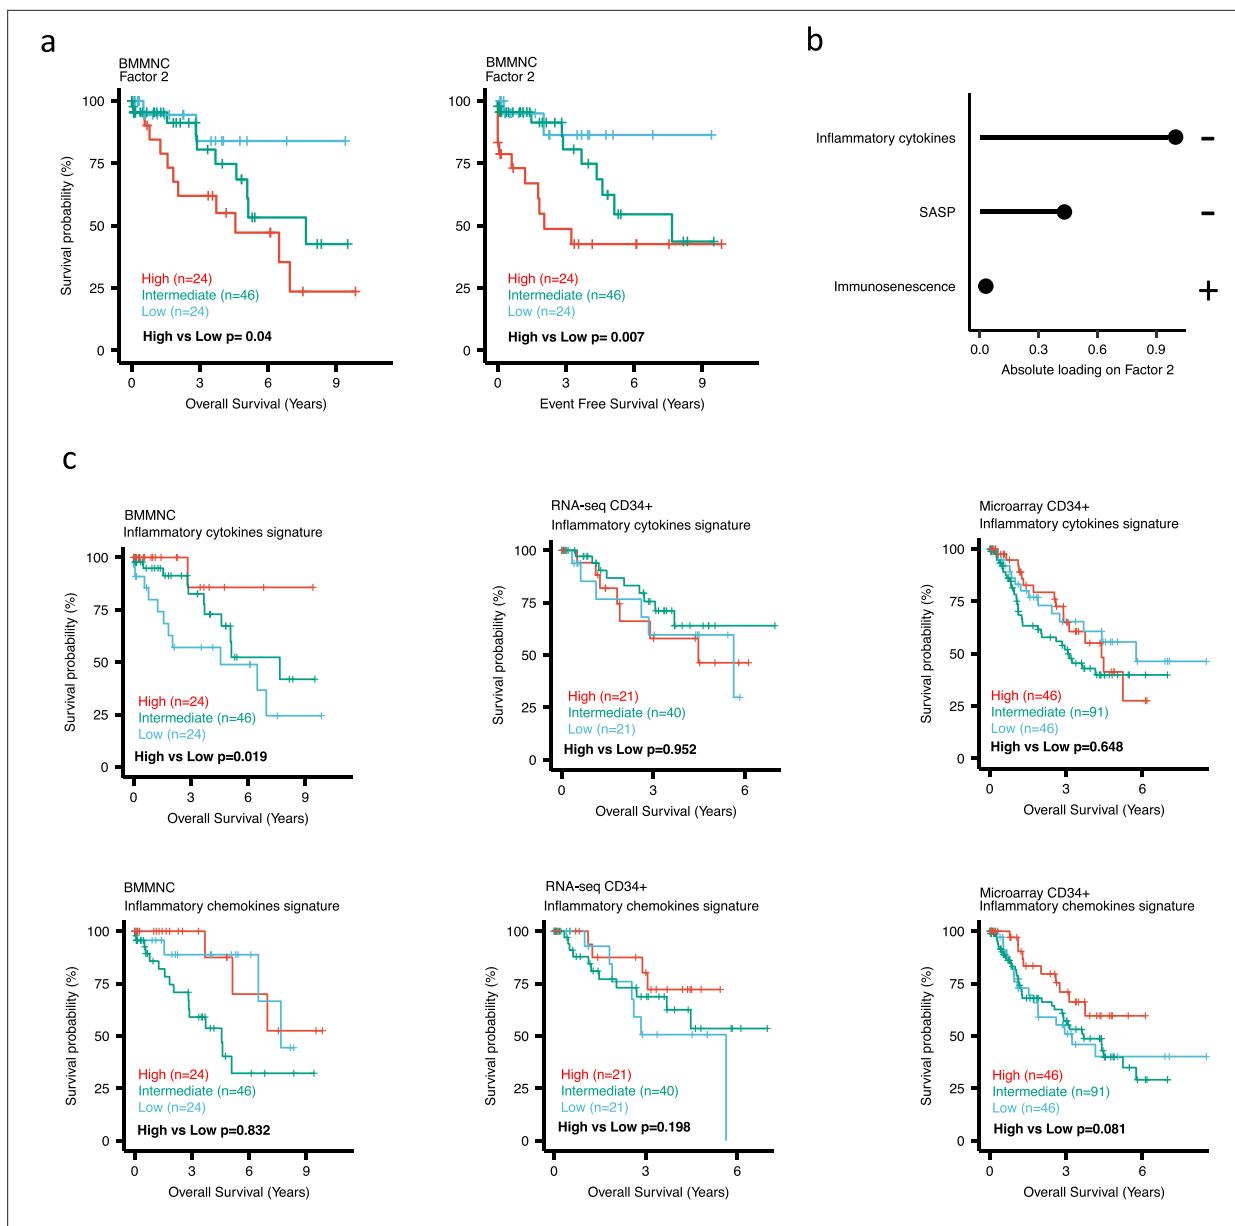 a
BMMNC
Factor 2
Survival probability (%)
100
75
50
25
0
High (n=24)
Intermediate (n=46)
Low (n=24)
High vs Low p= 0.04
0 3 6 9
Overall Survival (Years)
BMMNC
Factor 2
Survival probability (%)
100
75
50
25
0
High (n=24)
Intermediate (n=46)
Low (n=24)
High vs Low p= 0.007
0 3 6 9
Event Free Survival (Years)
b
Inflammatory cytokines -
SASP -
Immunosenescence +
0.0 0.3 0.6 0.9
Absolute loading on Factor 2
c
BMMNC
Inflammatory cytokines signature
Survival probability (%)
100
75
50
25
0
High (n=24)
Intermediate (n=46)
Low (n=24)
High vs Low p=0.019
0 3 6 9
Overall Survival (Years)
RNA-seq CD34+
Inflammatory cytokines signature
Survival probability (%)
100
75
50
25
0
High (n=21)
Intermediate (n=40)
Low (n=21)
High vs Low p=0.952
0 3 6
Overall Survival (Years)
Microarray CD34+
Inflammatory cytokines signature
Survival probability (%)
100
75
50
25
0
High (n=46)
Intermediate (n=91)
Low (n=46)
High vs Low p=0.648
0 3 6
Overall Survival (Years)
BMMNC
Inflammatory chemokines signature
Survival probability (%)
100
75
50
25
0
High (n=24)
Intermediate (n=46)
Low (n=24)
High vs Low p=0.832
0 3 6 9
Overall Survival (Years)
RNA-seq CD34+
Inflammatory chemokines signature
Survival probability (%)
100
75
50
25
0
High (n=21)
Intermediate (n=40)
Low (n=21)
High vs Low p=0.198
0 3 6
Overall Survival (Years)
Microarray CD34+
Inflammatory chemokines signature
Survival probability (%)
100
75
50
25
0
High (n=46)
Intermediate (n=91)
Low (n=46)
High vs Low p=0.081
0 3 6
Overall Survival (Years)